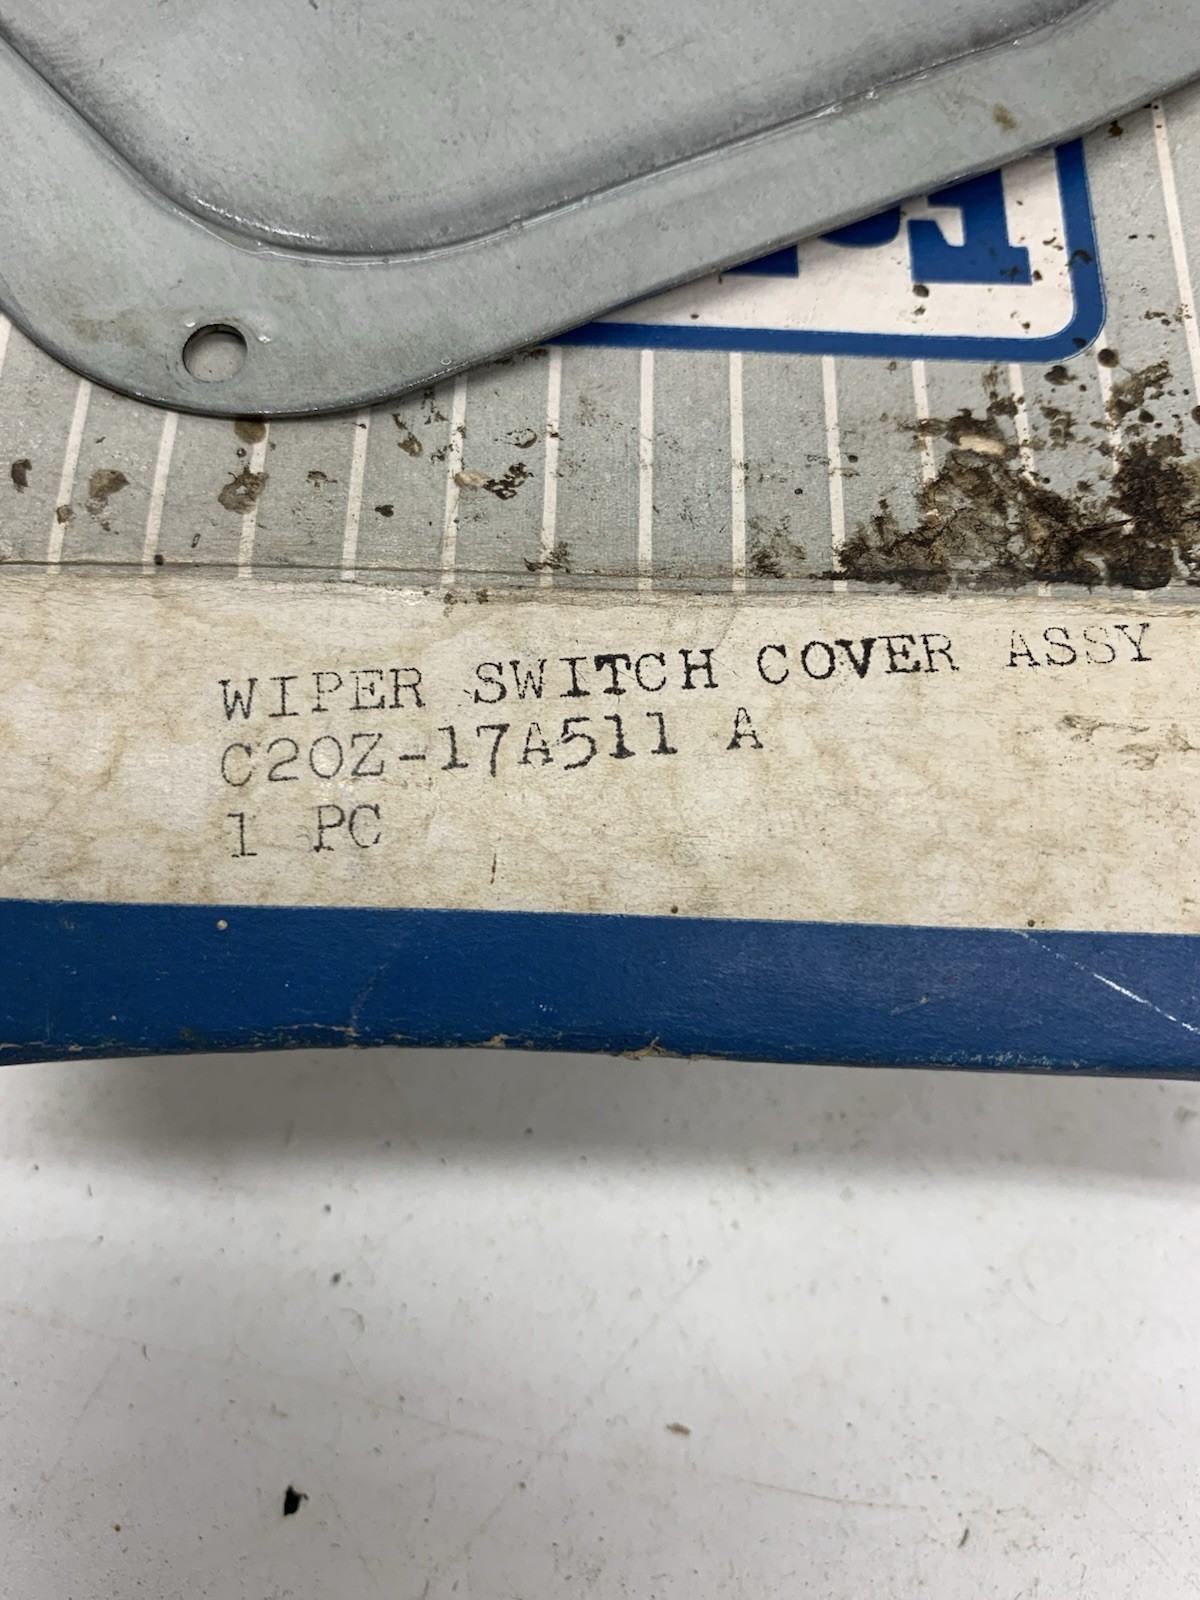 WIPER SWITCH COVER ASSY
C2OZ-17A511 A
1 PC